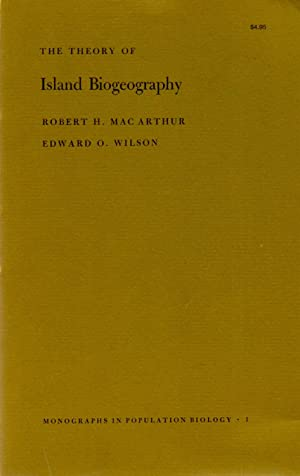 $4.95
THE THEORY OF
Island Biogeography
ROBERT H. MAC ARTHUR
EDWARD O. WILSON
MONOGRAPHS IN POPULATION BIOLOGY · 1